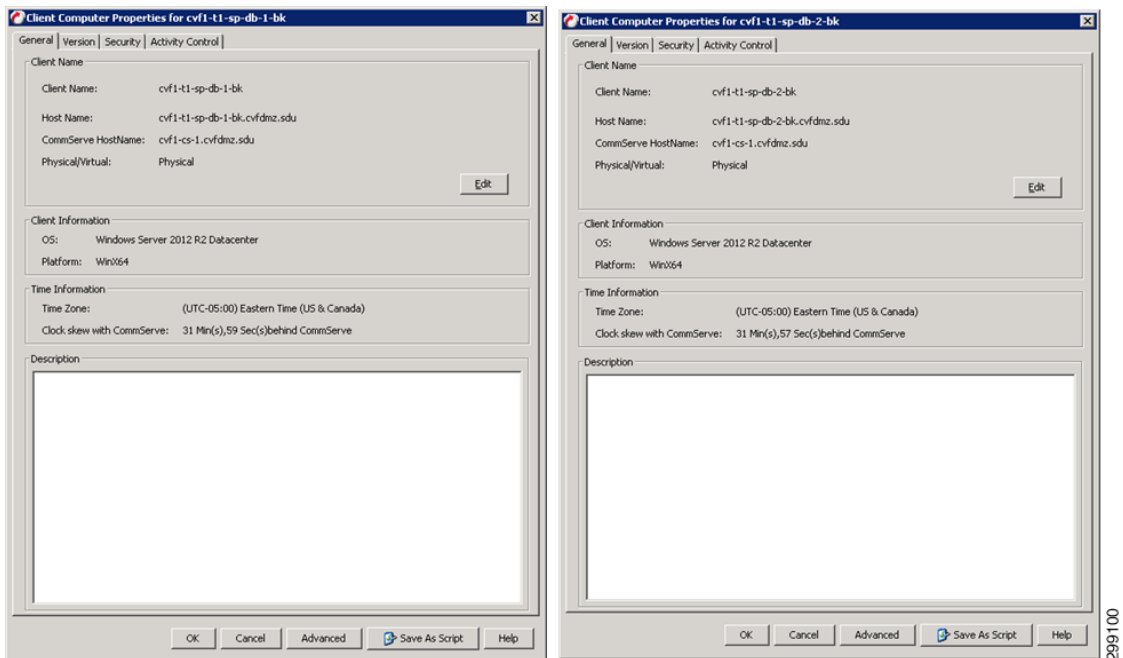 Client Computer Properties for cvf1-t1-sp-db-1-bk
General Version Security Activity Control
Client Name
Client Name: cvf1-t1-sp-db-1-bk
Host Name: cvf1-t1-sp-db-1-bk.cvfdmz.sdu
CommServe HostName: cvf1-cs-1.cvfdmz.sdu
Physical/Virtual: Physical
Edit
Client Information
OS: Windows Server 2012 R2 Datacenter
Platform: WinX64
Time Information
Time Zone: (UTC-05:00) Eastern Time (US & Canada)
Clock skew with CommServe: 31 Min(s),59 Sec(s)behind CommServe
Description
OK Cancel Advanced Save As Script Help
Client Computer Properties for cvf1-t1-sp-db-2-bk
General Version Security Activity Control
Client Name
Client Name: cvf1-t1-sp-db-2-bk
Host Name: cvf1-t1-sp-db-2-bk.cvfdmz.sdu
CommServe HostName: cvf1-cs-1.cvfdmz.sdu
Physical/Virtual: Physical
Edit
Client Information
OS: Windows Server 2012 R2 Datacenter
Platform: WinX64
Time Information
Time Zone: (UTC-05:00) Eastern Time (US & Canada)
Clock skew with CommServe: 31 Min(s),57 Sec(s)behind CommServe
Description
OK Cancel Advanced Save As Script Help
299100